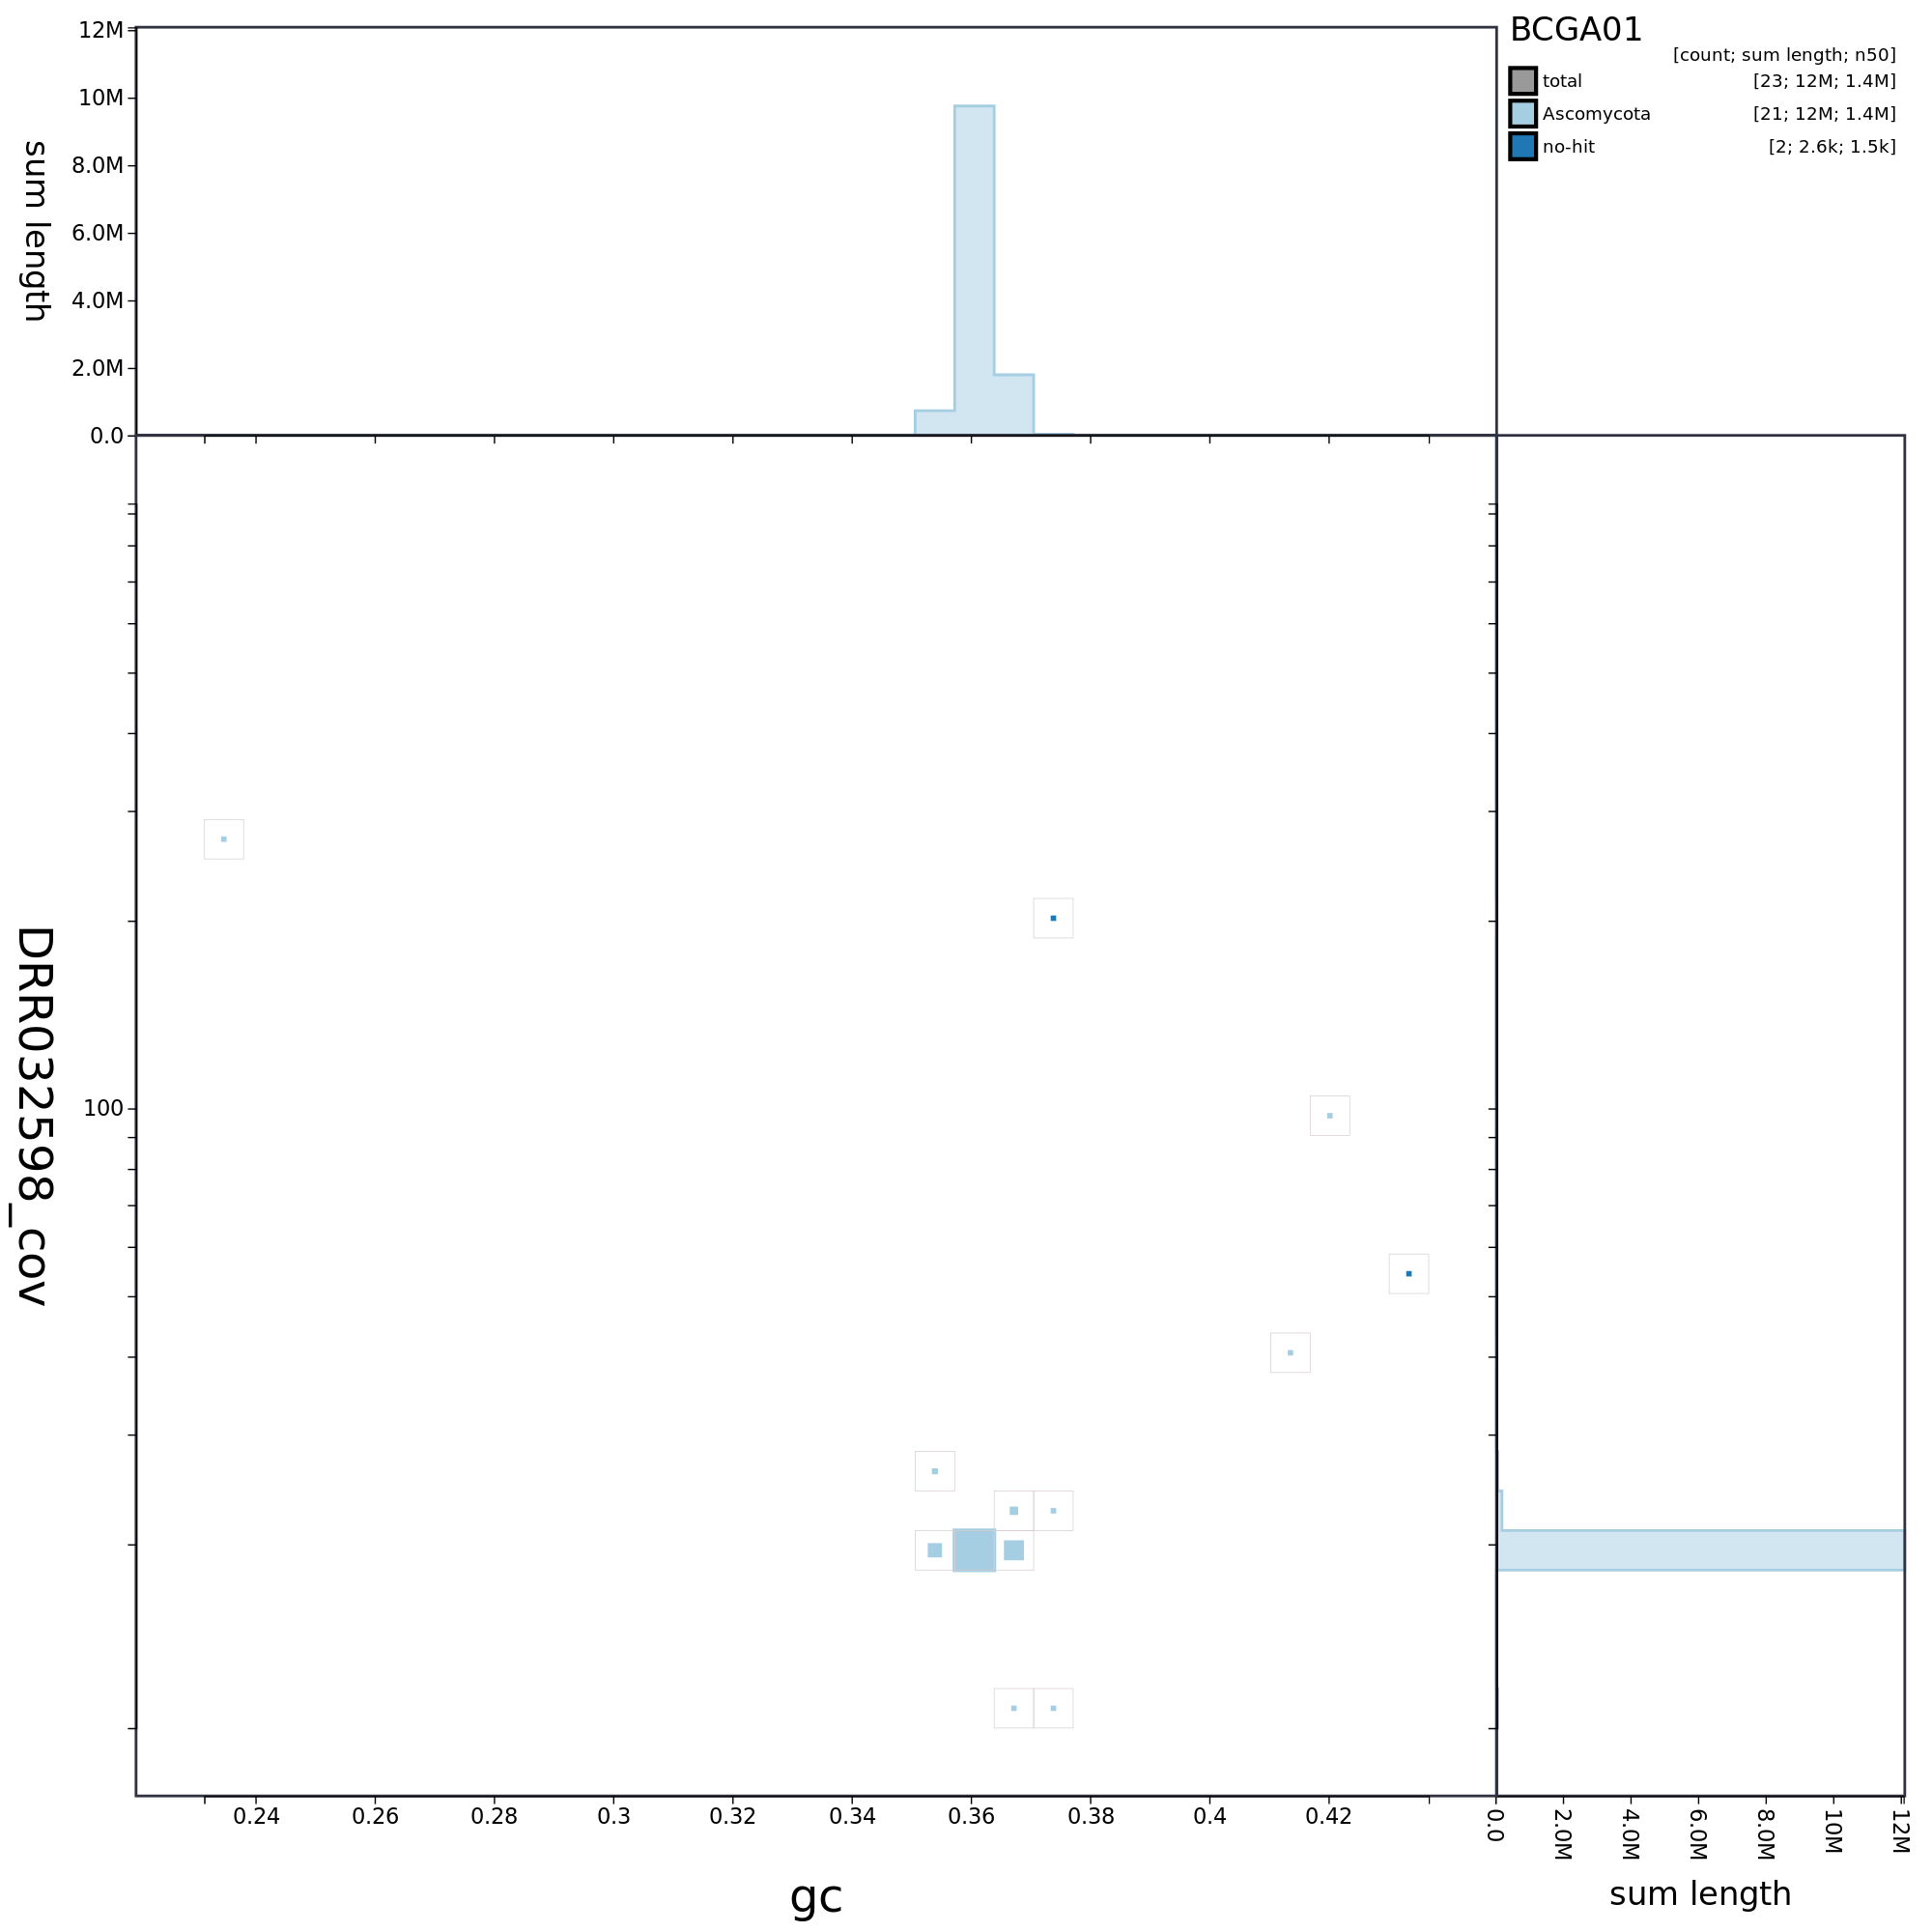 BCGA01
[count; sum length; n50]
total [23; 12M; 1.4M]
Ascomycota [21; 12M; 1.4M]
no-hit [2; 2.6k; 1.5k]
12M
10M
8.0M
6.0M
4.0M
2.0M
0.0
sum length
100
DRR032598_cov
0.24 0.26 0.28 0.3 0.32 0.34 0.36 0.38 0.4 0.42
gc
0.0 2.0M 4.0M 6.0M 8.0M 10M 12M
sum length